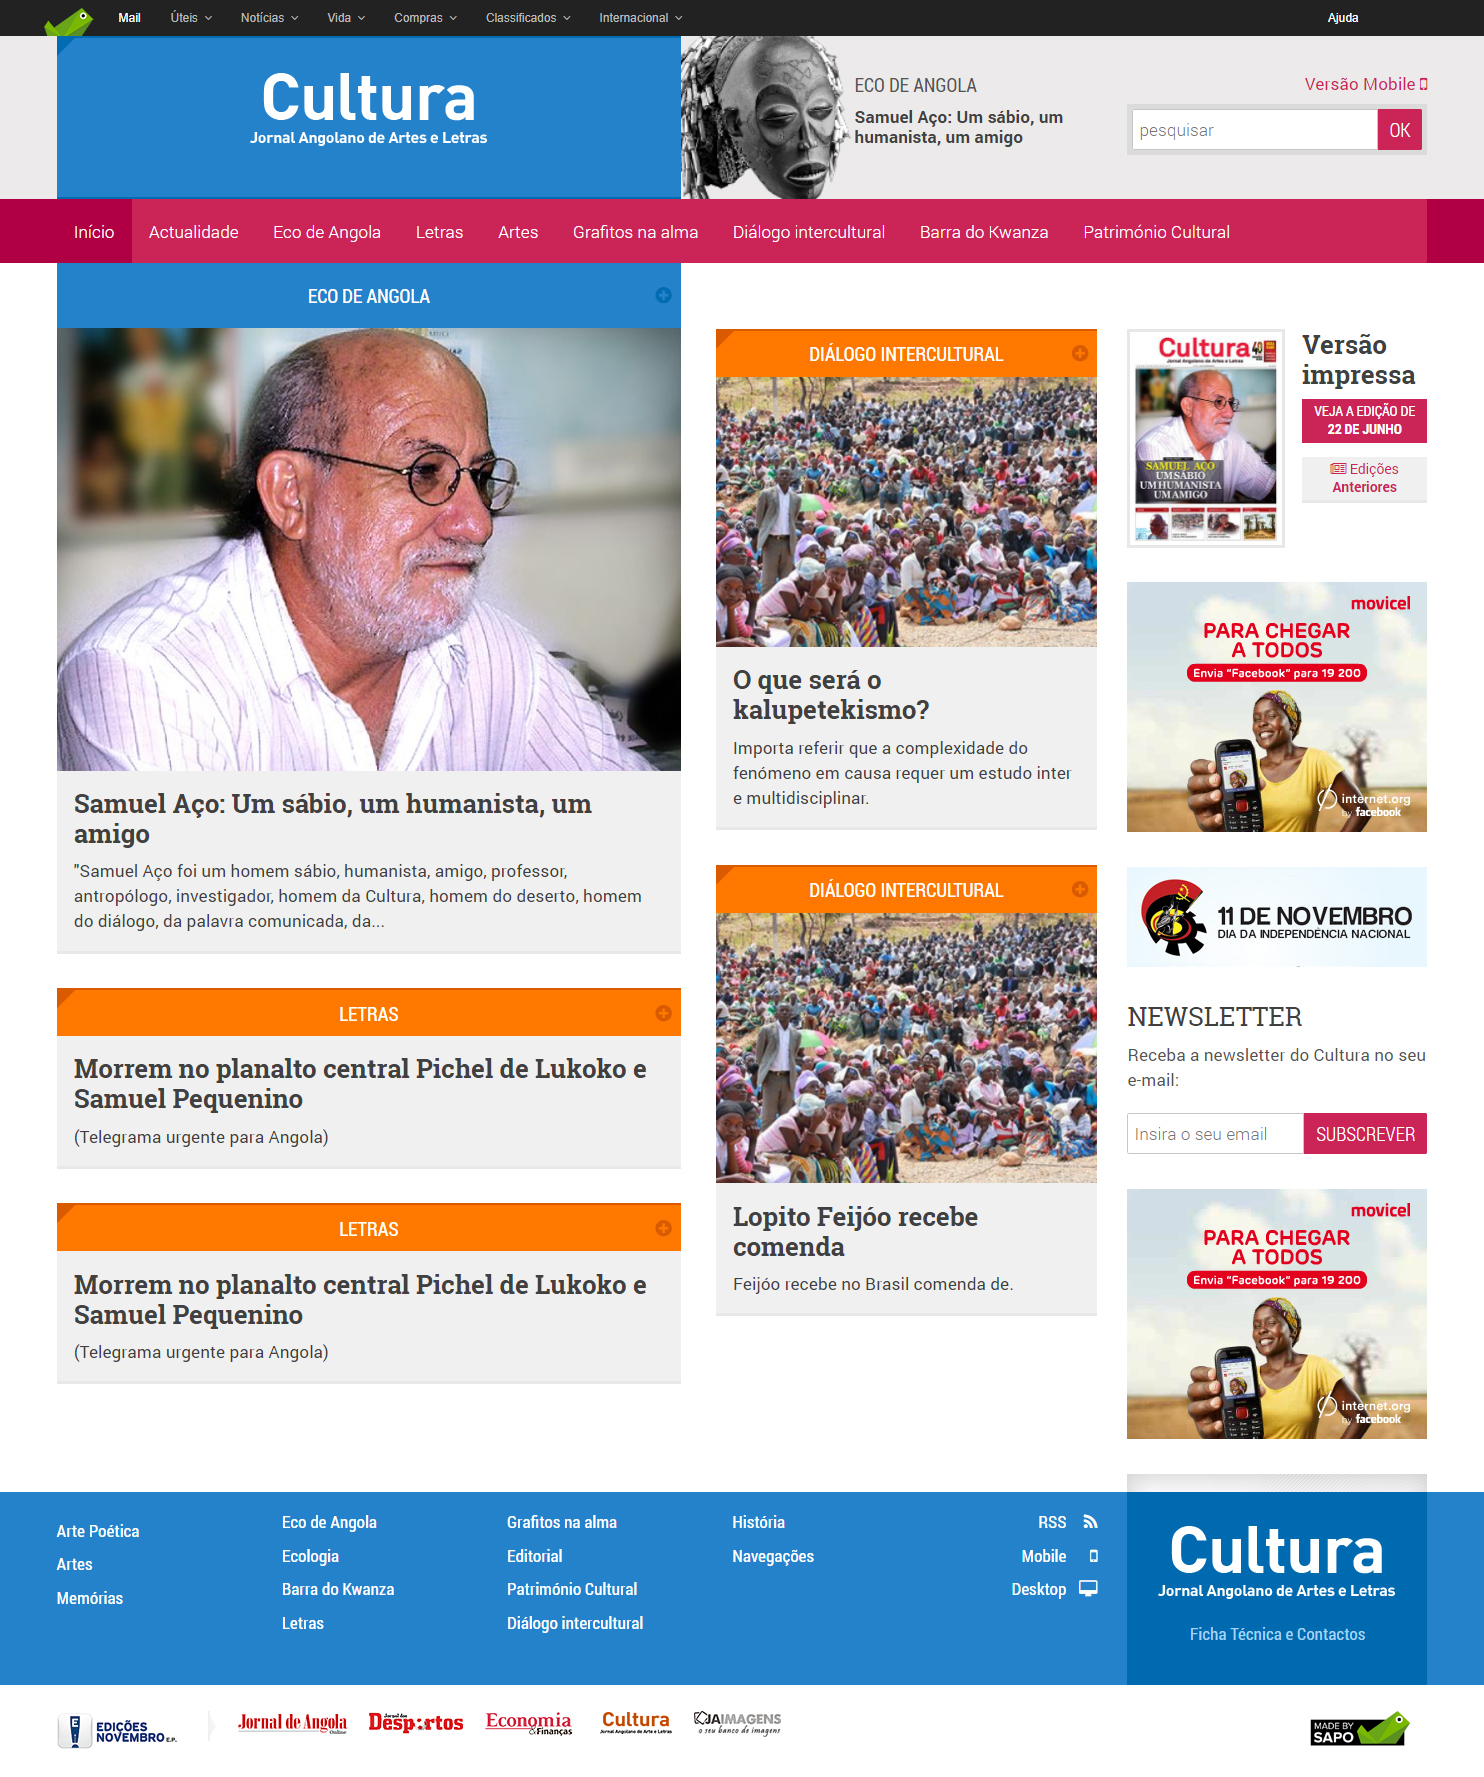 Mail
Úteis
Notícias
Vida
Compras
Classificados
Internacional
Ajuda
Cultura
Jornal Angolano de Artes e Letras
ECO DE ANGOLA
Samuel Aço: Um sábio, um
humanista, um amigo
Versão Mobile
pesquisar
OK
Início
Actualidade
Eco de Angola
Letras
Artes
Grafitos na alma
Diálogo intercultural
Barra do Kwanza
Património Cultural
ECO DE ANGOLA
Samuel Aço: Um sábio, um humanista, um
amigo
"Samuel Aço foi um homem sábio, humanista, amigo, professor,
antropólogo, investigador, homem da Cultura, homem do deserto, homem
do diálogo, da palavra comunicada, da...
LETRAS
Morrem no planalto central Pichel de Lukoko e
Samuel Pequenino
(Telegrama urgente para Angola)
LETRAS
Morrem no planalto central Pichel de Lukoko e
Samuel Pequenino
(Telegrama urgente para Angola)
DIÁLOGO INTERCULTURAL
O que será o
kalupetekismo?
Importa referir que a complexidade do
fenómeno em causa requer um estudo inter
e multidisciplinar.
DIÁLOGO INTERCULTURAL
Lopito Feijóo recebe
comenda
Feijóo recebe no Brasil comenda de.
Cultura
Jornal Angolano de Artes e Letras
SAMUEL AÇO
UM SÁBIO
UM HUMANISTA
UM AMIGO
Versão
impressa
VEJA A EDIÇÃO DE
22 DE JUNHO
Edições
Anteriores
movicel
PARA CHEGAR
A TODOS
Envia "Facebook" para 19 200
internet.org
by facebook
11 DE NOVEMBRO
DIA DA INDEPENDÊNCIA NACIONAL
NEWSLETTER
Receba a newsletter do Cultura no seu
e-mail:
Insira o seu email
SUBSCREVER
movicel
PARA CHEGAR
A TODOS
Envia "Facebook" para 19 200
internet.org
by facebook
Arte Poética
Artes
Memórias
Eco de Angola
Ecologia
Barra do Kwanza
Letras
Grafitos na alma
Editorial
Património Cultural
Diálogo intercultural
História
Navegações
RSS
Mobile
Desktop
Cultura
Jornal Angolano de Artes e Letras
Ficha Técnica e Contactos
E
EDIÇÕES
NOVEMBRO E.P.
Jornal de Angola
Online
Jornal dos
Desportos
Economia
&Finanças
Cultura
Jornal Angolano de Arte e Letras
JAIMAGENS
o seu banco de imagens
MADE BY
SAPO